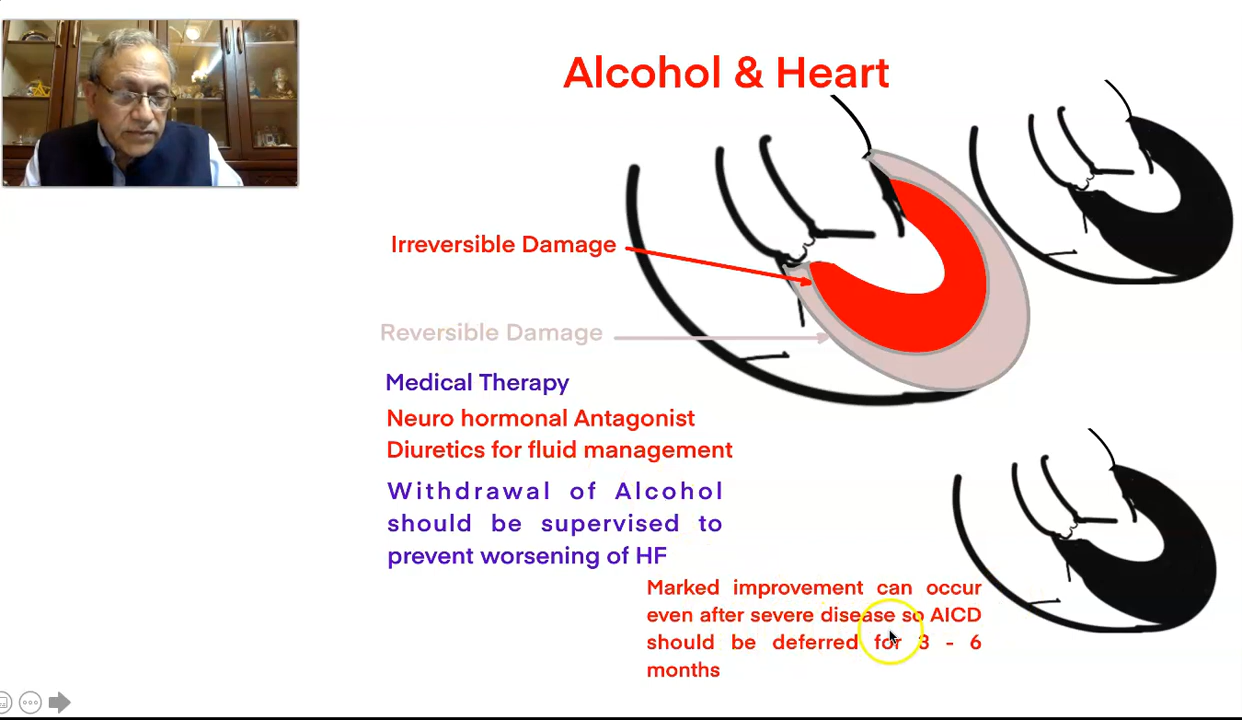 Alcohol & Heart
Irreversible Damage
Reversible Damage
Medical Therapy
Neuro hormonal Antagonist
Diuretics for fluid management
Withdrawal of Alcohol
should be supervised to
prevent worsening of HF
Marked improvement can occur
even after severe disease so AICD
should be deferred for 3 - 6
months